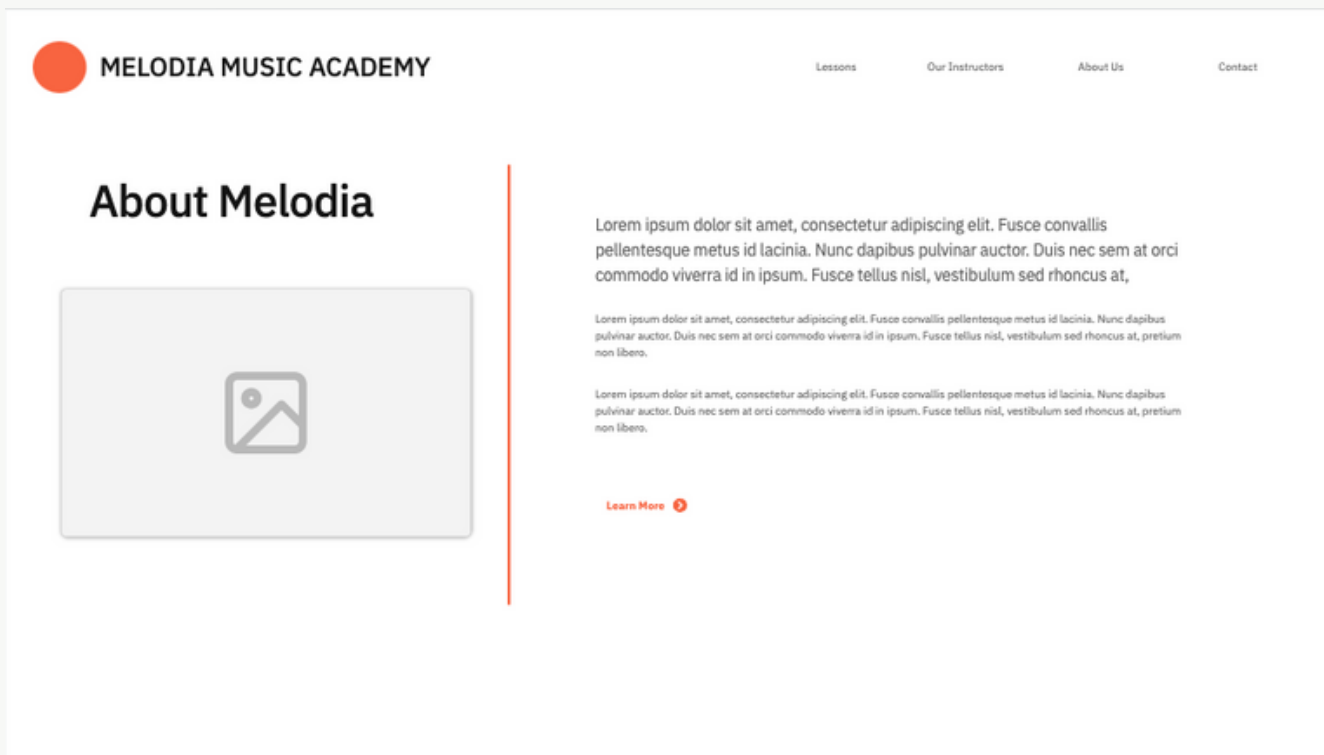 MELODIA MUSIC ACADEMY
Lessons
Our Instructors
About Us
Contact
About Melodia
Lorem ipsum dolor sit amet, consectetur adipiscing elit. Fusce convallis
pellentesque metus id lacinia. Nunc dapibus pulvinar auctor. Duis nec sem at orci
commodo viverra id in ipsum. Fusce tellus nisl, vestibulum sed rhoncus at,
Lorem ipsum dolor sit amet, consectetur adipiscing elit. Fusce convallis pellentesque metus id lacinia. Nunc dapibus
pulvinar auctor. Duis nec sem at orci commodo viverra id in ipsum. Fusce tellus nisl, vestibulum sed rhoncus at, pretium
non libero.
Lorem ipsum dolor sit amet, consectetur adipiscing elit. Fusce convallis pellentesque metus id lacinia. Nunc dapibus
pulvinar auctor. Duis nec sem at orci commodo viverra id in ipsum. Fusce tellus nisl, vestibulum sed rhoncus at, pretium
non libero.
Learn More